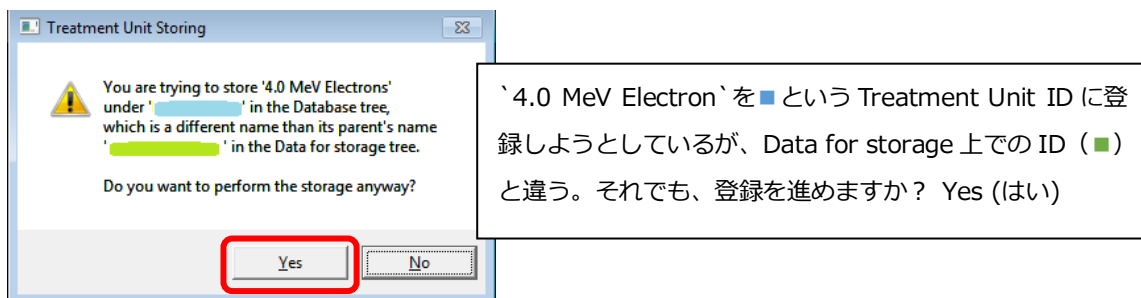 Treatment Unit Storing
You are trying to store '4.0 MeV Electrons'
under ' ' in the Database tree,
which is a different name than its parent's name
' ' in the Data for storage tree.
Do you want to perform the storage anyway?
Yes
No
`4.0 MeV Electron`を■という Treatment Unit ID に登
録しようとしているが、Data for storage 上での ID（■）
と違う。それでも、登録を進めますか？ Yes (はい)